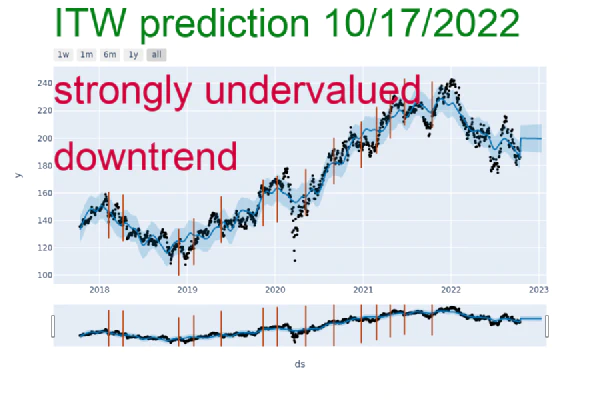 ITW prediction 10/17/2022
1w 1m 6m 1y all
strongly undervalued
downtrend
240
220
200
180
160
140
120
100
y
2018 2019 2020 2021 2022 2023
ds